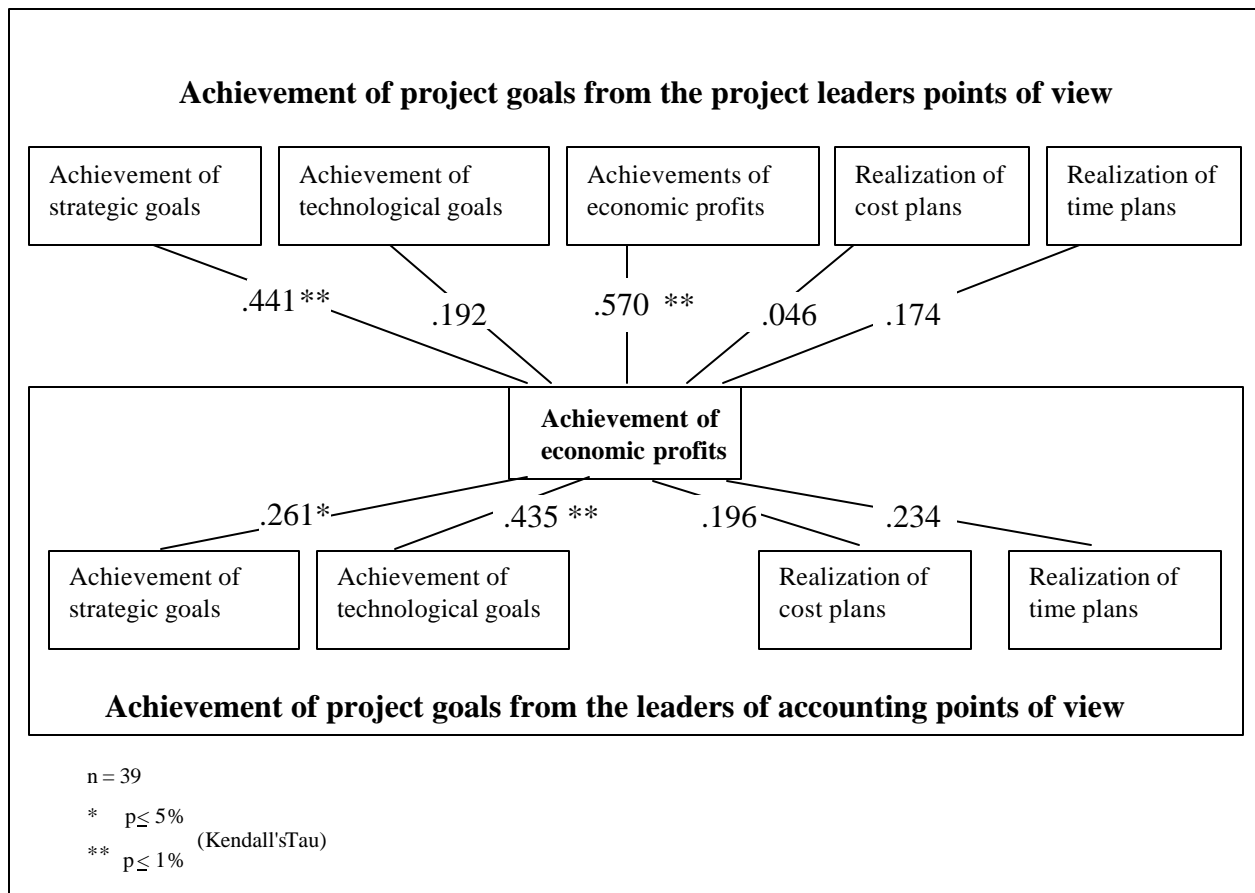 Achievement of project goals from the project leaders points of view
Achievement of
strategic goals
Achievement of
technological goals
Achievements of
economic profits
Realization of
cost plans
Realization of
time plans
.441**
.192
.570 **
.046
.174
Achievement of
economic profits
.261*
.435 **
.196
.234
Achievement of
strategic goals
Achievement of
technological goals
Realization of
cost plans
Realization of
time plans
Achievement of project goals from the leaders of accounting points of view
n = 39
* p≤ 5%
(Kendall'sTau)
** p≤ 1%